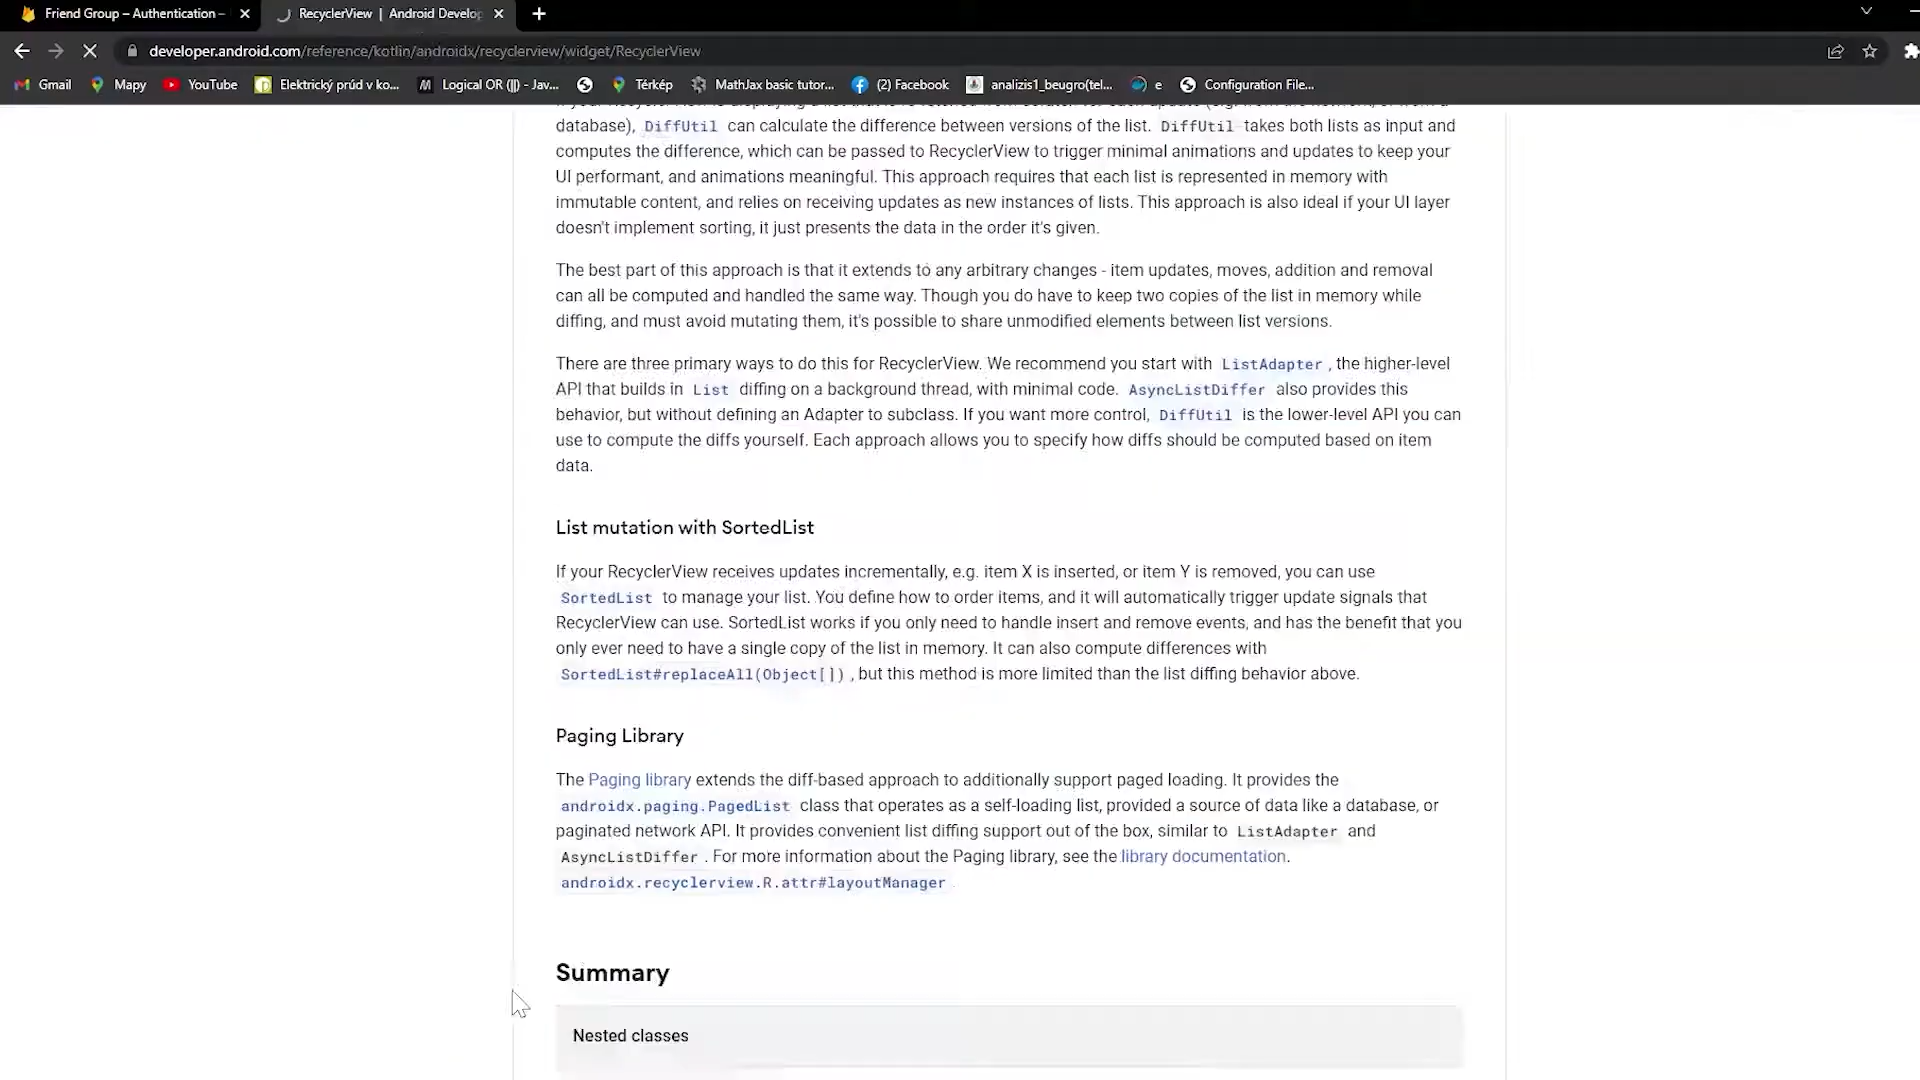 Friend Group – Authentication –
RecyclerView | Android Develop
developer.android.com/reference/kotlin/androidx/recyclerview/widget/RecyclerView
Gmail Mapy YouTube Elektrický prúd v ko... Logical OR (||) - Jav... Térkép MathJax basic tutor... (2) Facebook analizis1_beugro(tel... e Configuration File...
database), DiffUtil can calculate the difference between versions of the list. DiffUtil takes both lists as input and
computes the difference, which can be passed to RecyclerView to trigger minimal animations and updates to keep your
UI performant, and animations meaningful. This approach requires that each list is represented in memory with
immutable content, and relies on receiving updates as new instances of lists. This approach is also ideal if your UI layer
doesn't implement sorting, it just presents the data in the order it's given.
The best part of this approach is that it extends to any arbitrary changes - item updates, moves, addition and removal
can all be computed and handled the same way. Though you do have to keep two copies of the list in memory while
diffing, and must avoid mutating them, it's possible to share unmodified elements between list versions.
There are three primary ways to do this for RecyclerView. We recommend you start with ListAdapter, the higher-level
API that builds in List diffing on a background thread, with minimal code. AsyncListDiffer also provides this
behavior, but without defining an Adapter to subclass. If you want more control, DiffUtil is the lower-level API you can
use to compute the diffs yourself. Each approach allows you to specify how diffs should be computed based on item
data.
List mutation with SortedList
If your RecyclerView receives updates incrementally, e.g. item X is inserted, or item Y is removed, you can use
SortedList to manage your list. You define how to order items, and it will automatically trigger update signals that
RecyclerView can use. SortedList works if you only need to handle insert and remove events, and has the benefit that you
only ever need to have a single copy of the list in memory. It can also compute differences with
SortedList#replaceAll(Object[]), but this method is more limited than the list diffing behavior above.
Paging Library
The Paging library extends the diff-based approach to additionally support paged loading. It provides the
androidx.paging.PagedList class that operates as a self-loading list, provided a source of data like a database, or
paginated network API. It provides convenient list diffing support out of the box, similar to ListAdapter and
AsyncListDiffer. For more information about the Paging library, see the library documentation.
androidx.recyclerview.R.attr#layoutManager
Summary
Nested classes